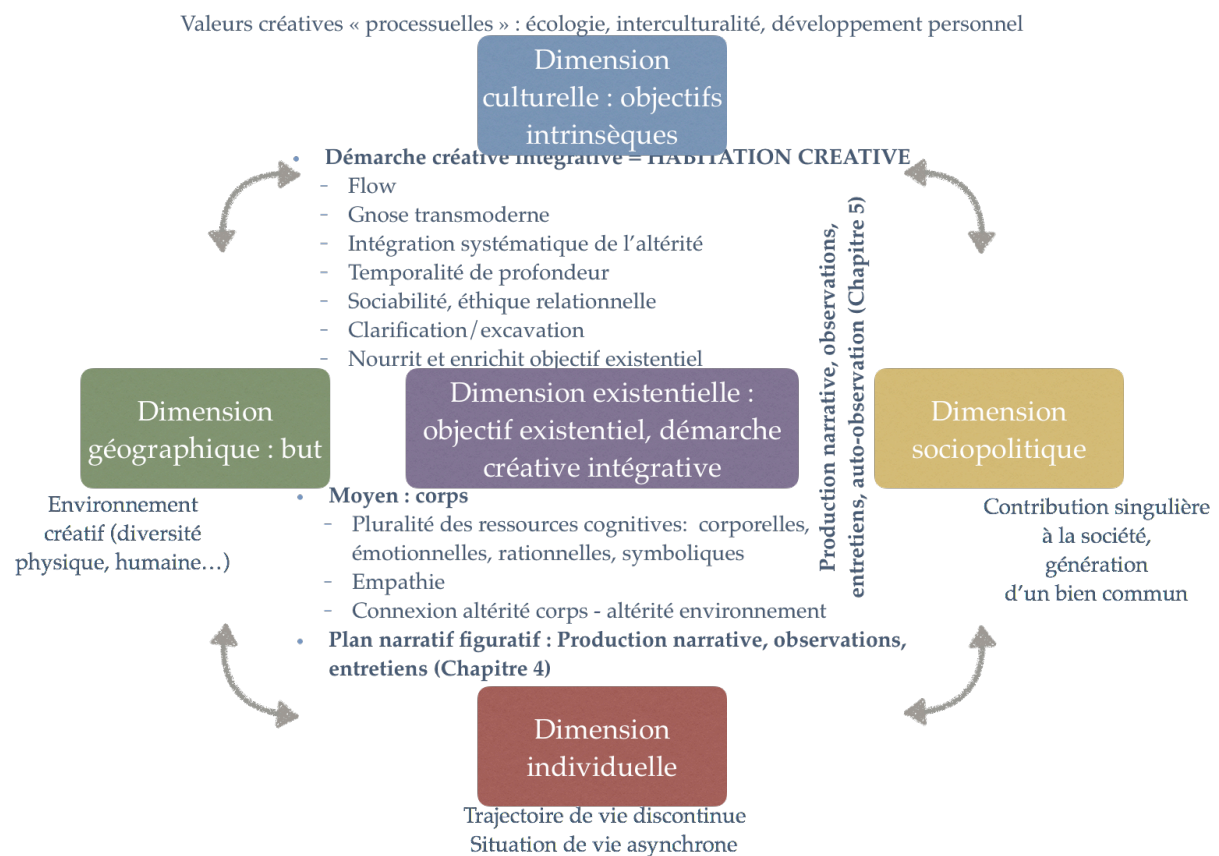 Valeurs créatives « processuelles » : écologie, interculturalité, développement personnel
Dimension
culturelle : objectifs
intrinsèques
• Démarche créative intégrative = HABITATION CREATIVE
- Flow
- Gnose transmoderne
- Intégration systématique de l’altérité
- Temporalité de profondeur
- Sociabilité, éthique relationnelle
- Clarification/excavation
- Nourrit et enrichit objectif existentiel
Production narrative, observations,
entretiens, auto-observation (Chapitre 5)
Dimension
géographique : but
Dimension existentielle :
objectif existentiel, démarche
créative intégrative
Dimension
sociopolitique
Environnement
créatif (diversité
physique, humaine…)
• Moyen : corps
- Pluralité des ressources cognitives: corporelles,
émotionnelles, rationnelles, symboliques
- Empathie
- Connexion altérité corps - altérité environnement
• Plan narratif figuratif : Production narrative, observations,
entretiens (Chapitre 4)
Contribution singulière
à la société,
génération
d’un bien commun
Dimension
individuelle
Trajectoire de vie discontinue
Situation de vie asynchrone